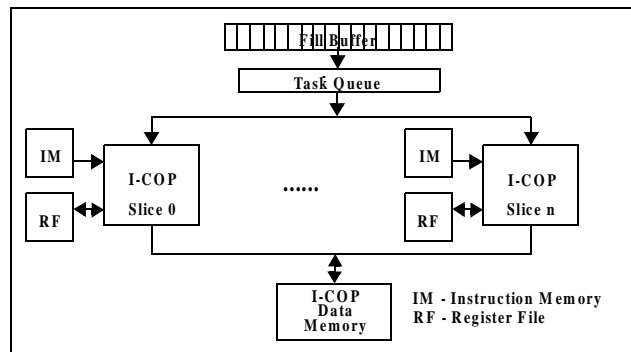 Fill Buffer
Task Queue
IM
I-COP
Slice 0
RF
......
IM
I-COP
Slice n
RF
I-COP
Data
Memory
IM - Instruction Memory
RF - Register File